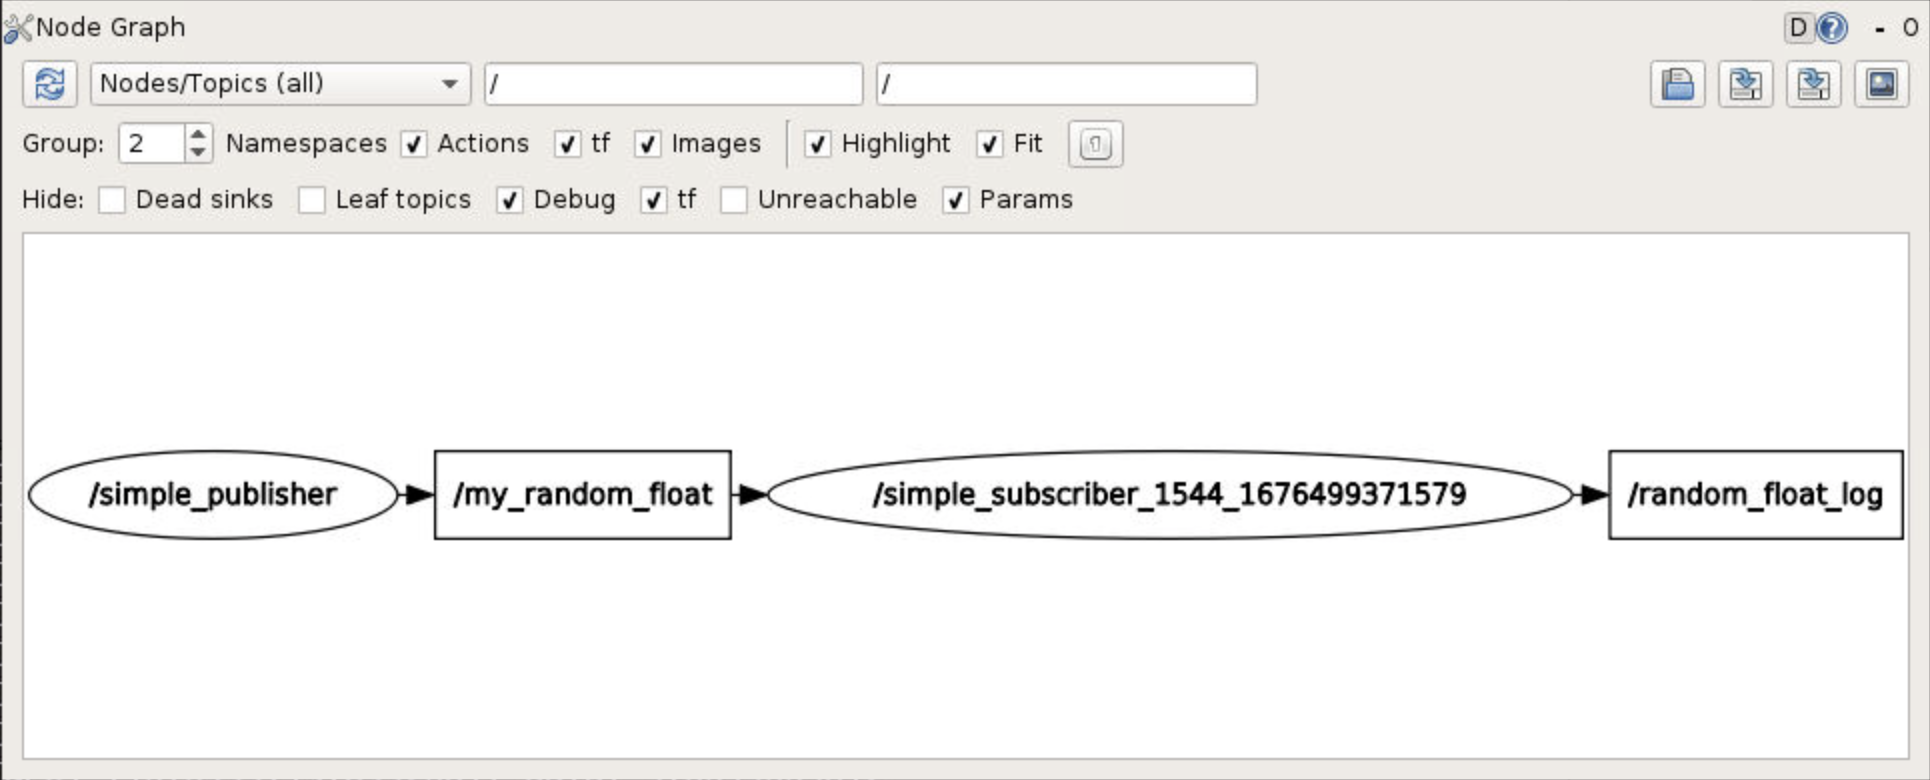 Node Graph D ? - O
Nodes/Topics (all) / /
Group: 2 Namespaces Actions tf Images Highlight Fit
Hide: Dead sinks Leaf topics Debug tf Unreachable Params
/simple_publisher /my_random_float /simple_subscriber_1544_1676499371579 /random_float_log